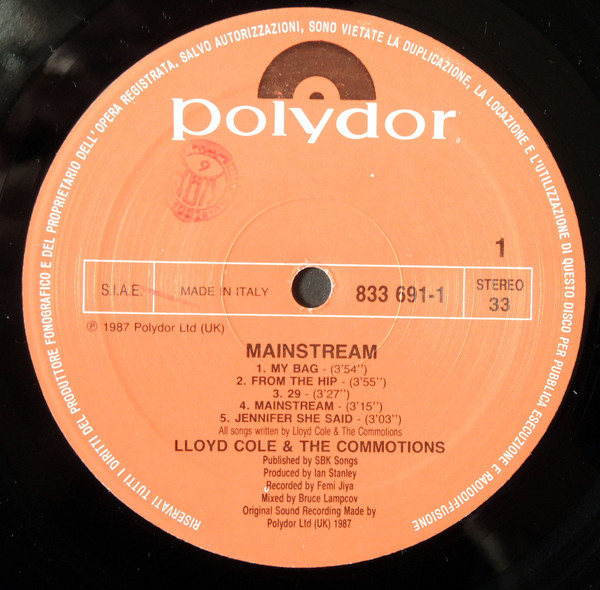 RISERVATI TUTTI I DIRITTI DEL PRODUTTORE FONOGRAFICO E DEL PROPRIETARIO DELL'OPERA REGISTRATA, SALVO AUTORIZZAZIONI, SONO VIETATE LA DUPLICAZIONE, LA LOCAZIONE E L'UTILIZZAZIONE DI QUESTO DISCO PER PUBBLICA ESECUZIONE E RADIODIFFUSIONE
polydor
1
S.I.A.E. MADE IN ITALY 833 691-1 STEREO
33
℗ 1987 Polydor Ltd (UK)
MAINSTREAM
1. MY BAG - (3'54'')
2. FROM THE HIP - (3'55'')
3. 29 - (3'27'')
4. MAINSTREAM - (3'15'')
5. JENNIFER SHE SAID - (3'03'')
All songs written by Lloyd Cole & The Commotions
LLOYD COLE & THE COMMOTIONS
Published by SBK Songs
Produced by Ian Stanley
Recorded by Femi Jiya
Mixed by Bruce Lampcov
Original Sound Recording Made by
Polydor Ltd (UK) 1987